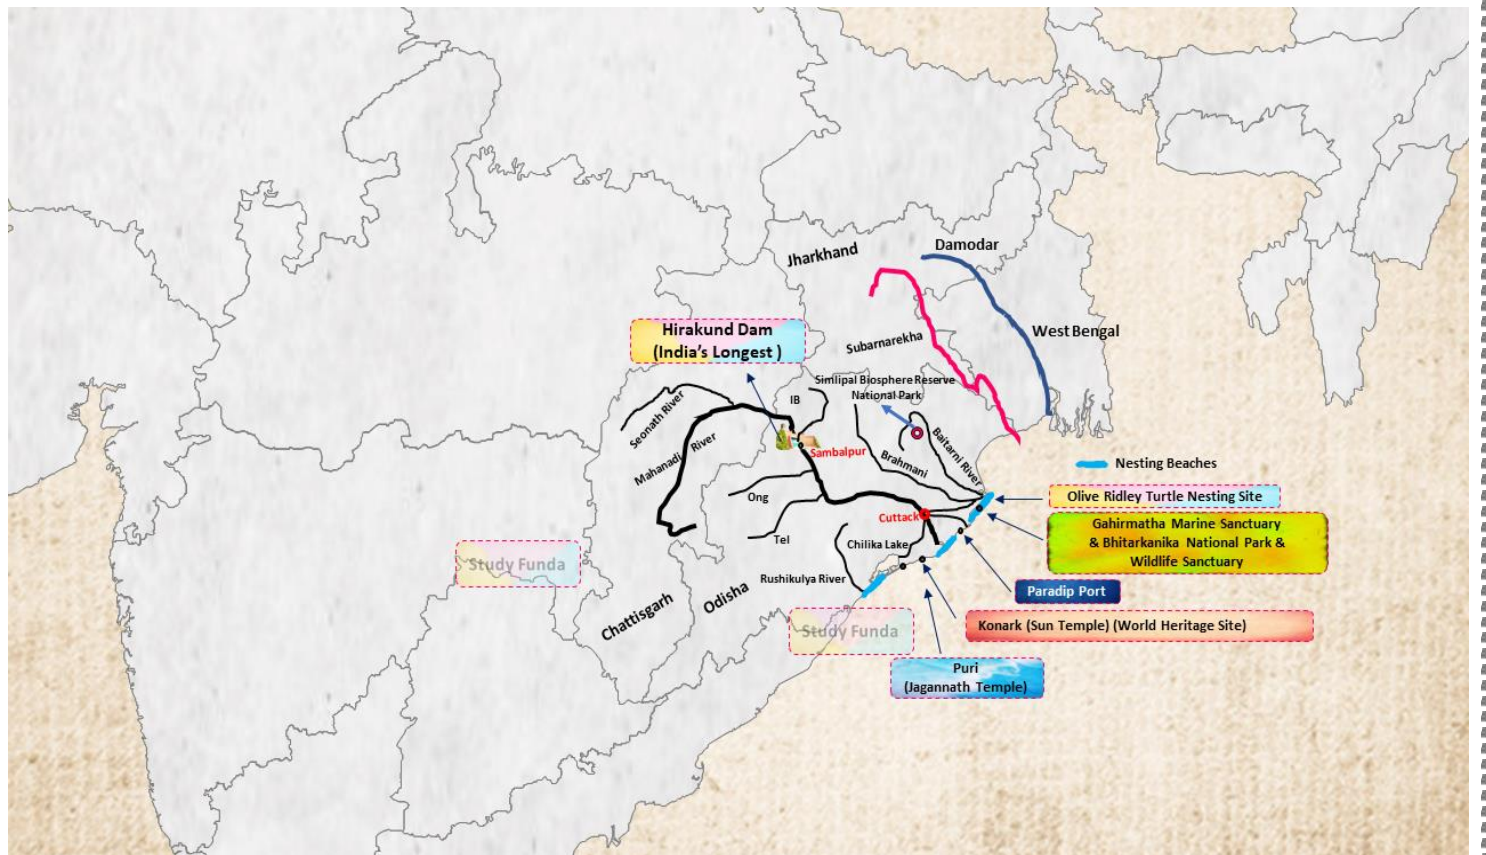 Jharkhand
Damodar
West Bengal
Hirakund Dam
(India's Longest )
Subarnarekha
Simlipal Biosphere Reserve
National Park
IB
Seonath River
Mahanadi River
Sambalpur
Brahmani
Baitarni River
Nesting Beaches
Olive Ridley Turtle Nesting Site
Ong
Cuttack
Gahirmatha Marine Sanctuary
& Bhitarkanika National Park &
Wildlife Sanctuary
Tel
Chilika Lake
Study Funda
Rushikulya River
Paradip Port
Chattisgarh
Odisha
Study Funda
Konark (Sun Temple) (World Heritage Site)
Puri
(Jagannath Temple)